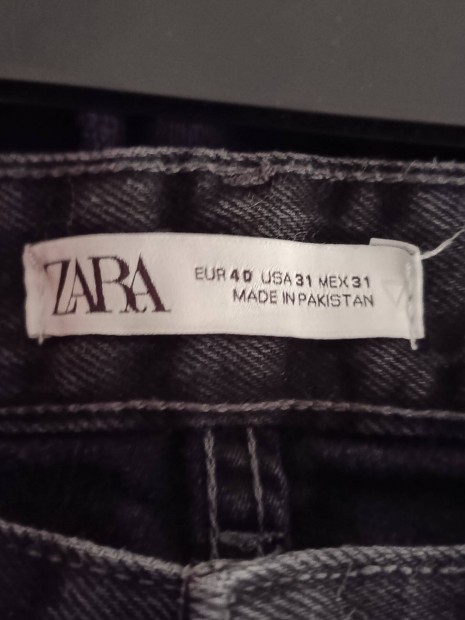 ZARA
EUR 40 USA 31 MEX 31
MADE IN PAKISTAN